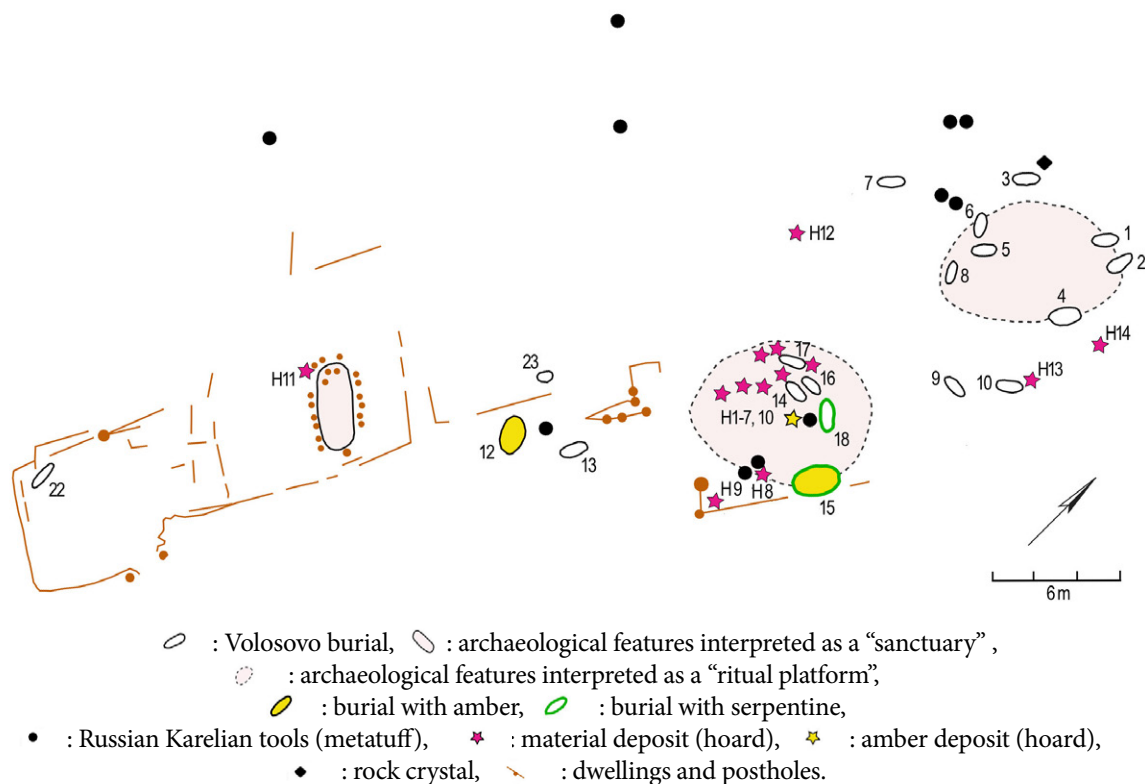 7
3
H12
6
1
5
2
8
4
H14
17
H11
23
16
9
10
H13
14
H1-7, 10
18
12
13
22
H9
H8
15
6 m
: Volosovo burial, : archaeological features interpreted as a “sanctuary” ,
: archaeological features interpreted as a “ritual platform”,
: burial with amber, : burial with serpentine,
: Russian Karelian tools (metatuff), : material deposit (hoard), : amber deposit (hoard),
: rock crystal, : dwellings and postholes.